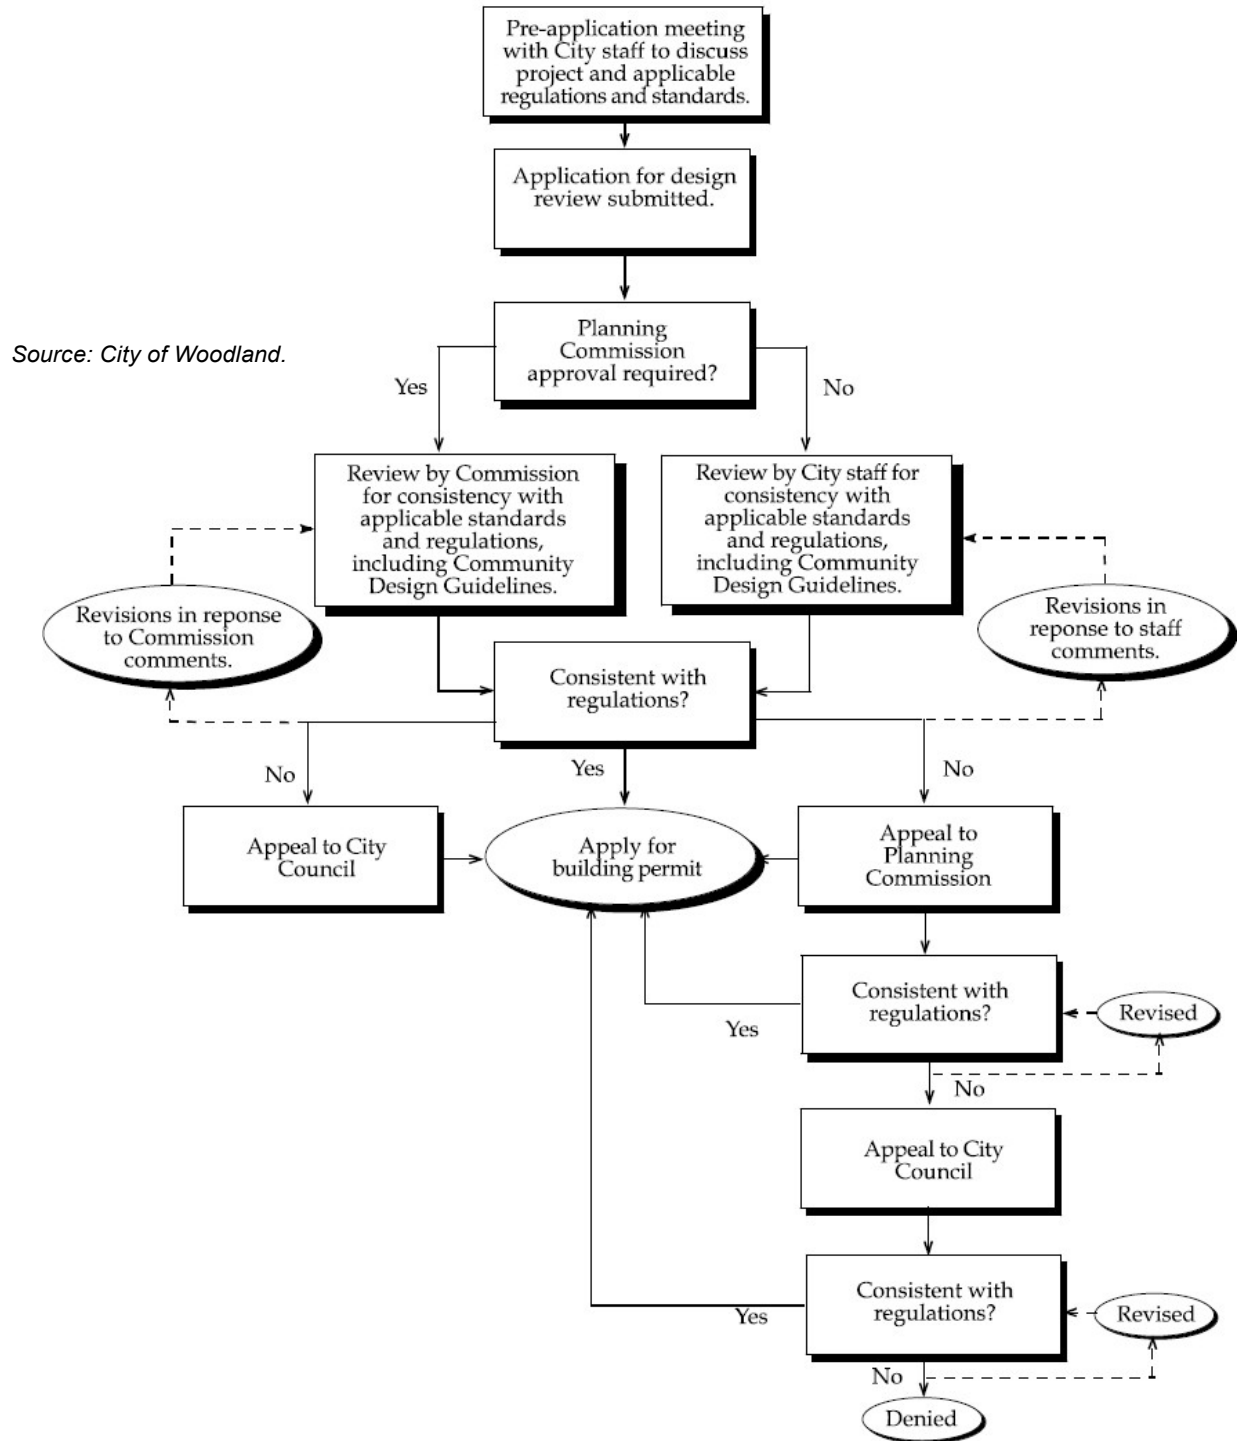 Pre-application meeting
with City staff to discuss
project and applicable
regulations and standards.
Application for design
review submitted.
Source: City of Woodland.
Planning
Commission
approval required?
Yes
No
Review by Commission
for consistency with
applicable standards
and regulations,
including Community
Design Guidelines.
Review by City staff for
consistency with
applicable standards
and regulations,
including Community
Design Guidelines.
Revisions in reponse
to Commission
comments.
Revisions in
reponse to staff
comments.
Consistent with
regulations?
No
Yes
No
Appeal to City
Council
Apply for
building permit
Appeal to
Planning
Commission
Consistent with
regulations?
Revised
Yes
No
Appeal to City
Council
Consistent with
regulations?
Revised
Yes
No
Denied